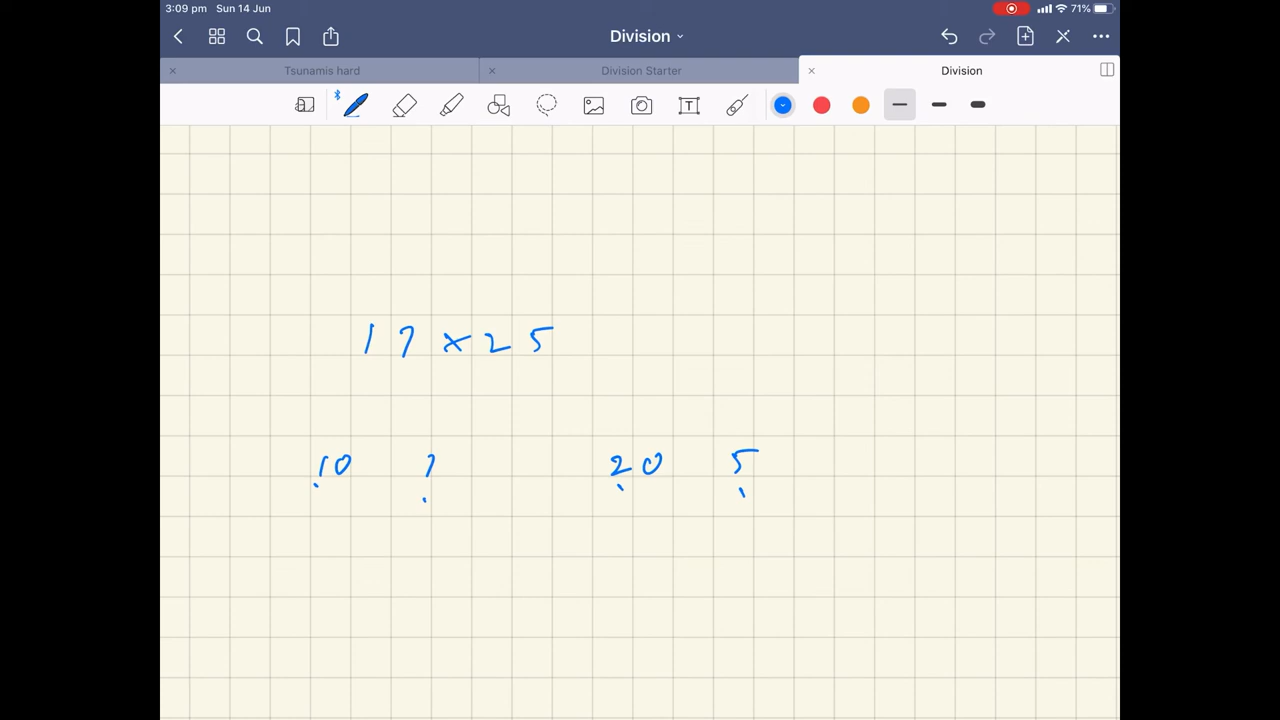 3:09 pm Sun 14 Jun 71%
Division
Tsunamis hard Division Starter Division
T
17 x 25
10 7 20 5